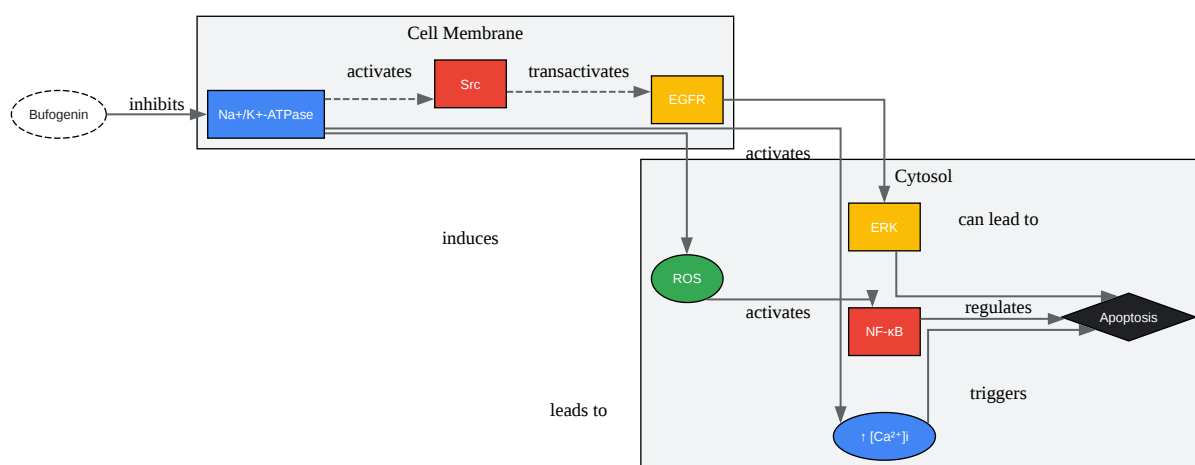 Cell Membrane
activates
Src
transactivates
EGFR
Bufogenin
inhibits
Na+/K+-ATPase
activates
Cytosol
ERK
can lead to
induces
ROS
activates
NF-κB
regulates
Apoptosis
leads to
triggers
↑ [Ca²⁺]i